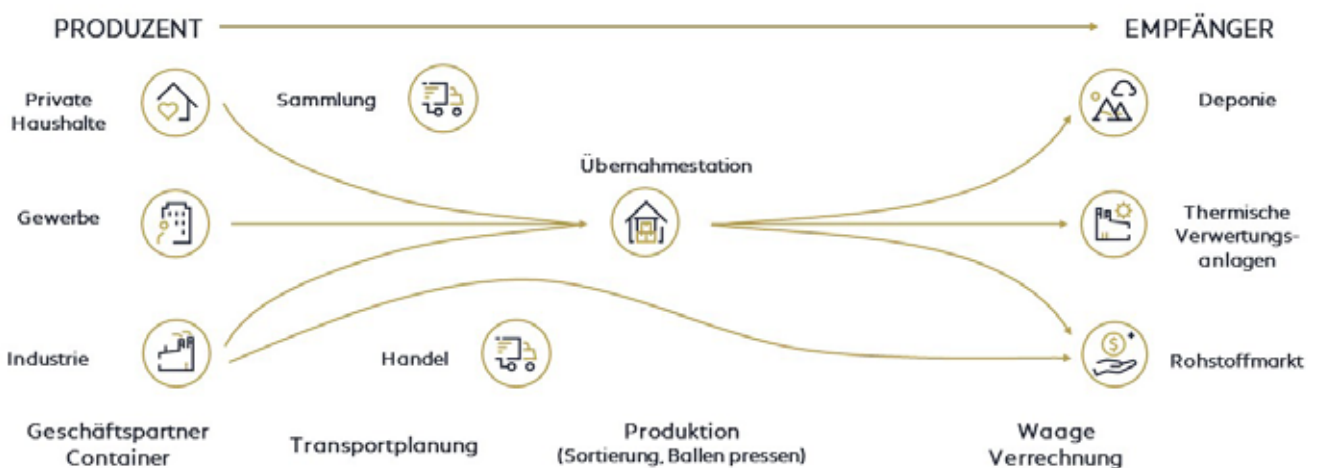 PRODUZENT
EMPFÄNGER
Private
Haushalte
Sammlung
Deponie
Übernahmestation
Gewerbe
Thermische
Verwertungs-
anlagen
Industrie
Handel
Rohstoffmarkt
Geschäftspartner
Container
Transportplanung
Produktion
(Sortierung, Ballen pressen)
Waage
Verrechnung